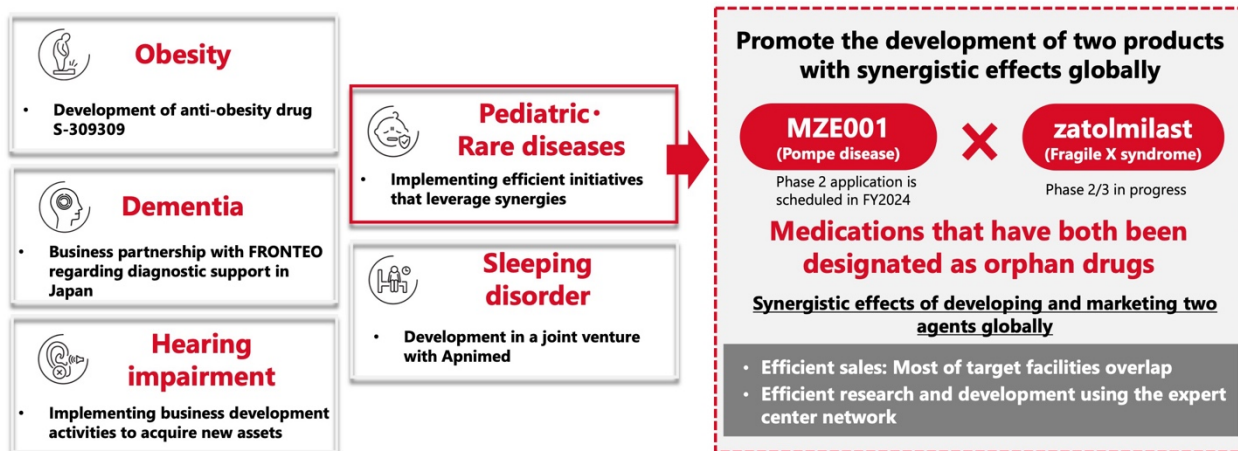 Obesity
• Development of anti-obesity drug
S-309309
Dementia
• Business partnership with FRONTEO
regarding diagnostic support in
Japan
Hearing
impairment
• Implementing business development
activities to acquire new assets
Pediatric・
Rare diseases
• Implementing efficient initiatives
that leverage synergies
Sleeping
disorder
• Development in a joint venture
with Apnimed
Promote the development of two products
with synergistic effects globally
MZE001
(Pompe disease)
Phase 2 application is
scheduled in FY2024
×
zatolmilast
(Fragile X syndrome)
Phase 2/3 in progress
Medications that have both been
designated as orphan drugs
Synergistic effects of developing and marketing two
agents globally
• Efficient sales: Most of target facilities overlap
• Efficient research and development using the expert
center network